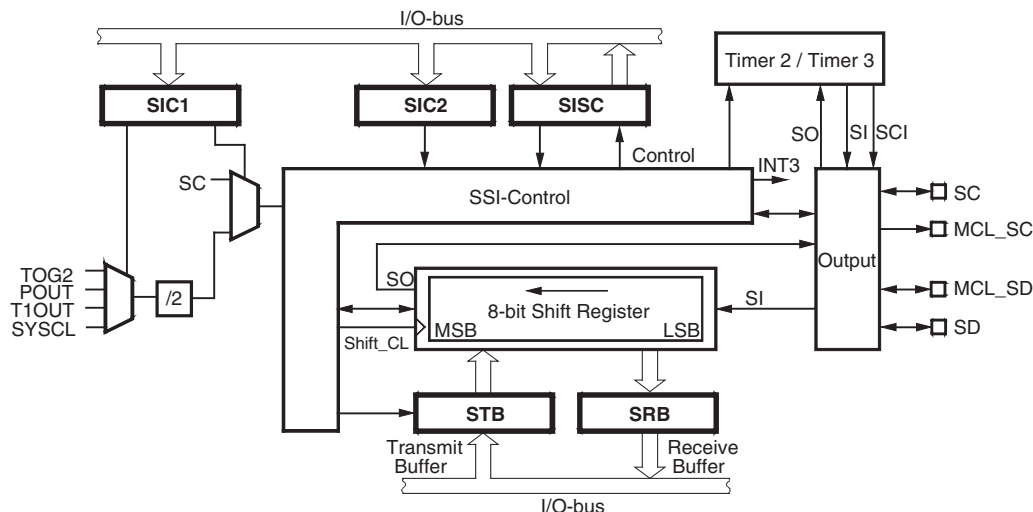 I/O-bus
Timer 2 / Timer 3
SIC1
SIC2
SISC
SO
SI
SCI
Control
INT3
SC
SSI-Control
SC
MCL_SC
Output
TOG2
POUT
T1OUT
SYSCL
/2
SO
8-bit Shift Register
SI
MSB
LSB
MCL_SD
SD
Shift_CL
STB
SRB
Transmit
Buffer
Receive
Buffer
I/O-bus